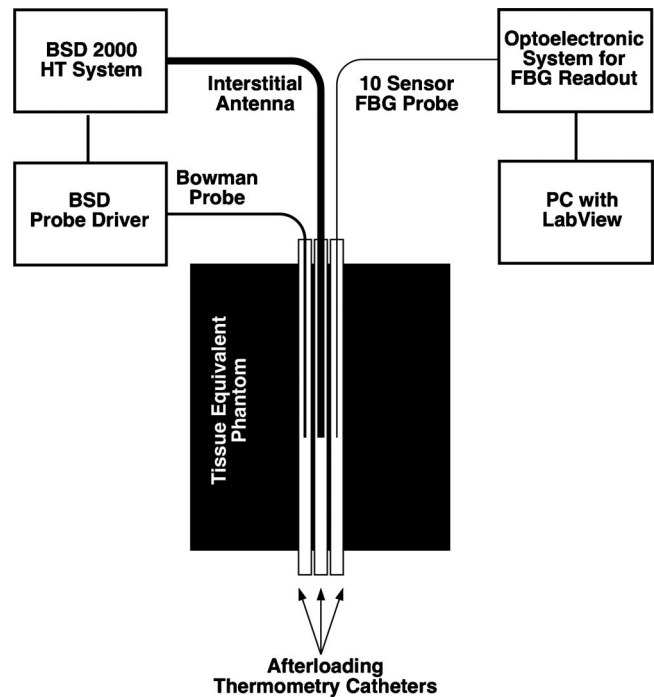 BSD 2000
HT System
Interstitial
Antenna
10 Sensor
FBG Probe
Optoelectronic
System for
FBG Readout
BSD
Probe Driver
Bowman
Probe
PC with
LabView
Tissue Equivalent
Phantom
Afterloading
Thermometry Catheters